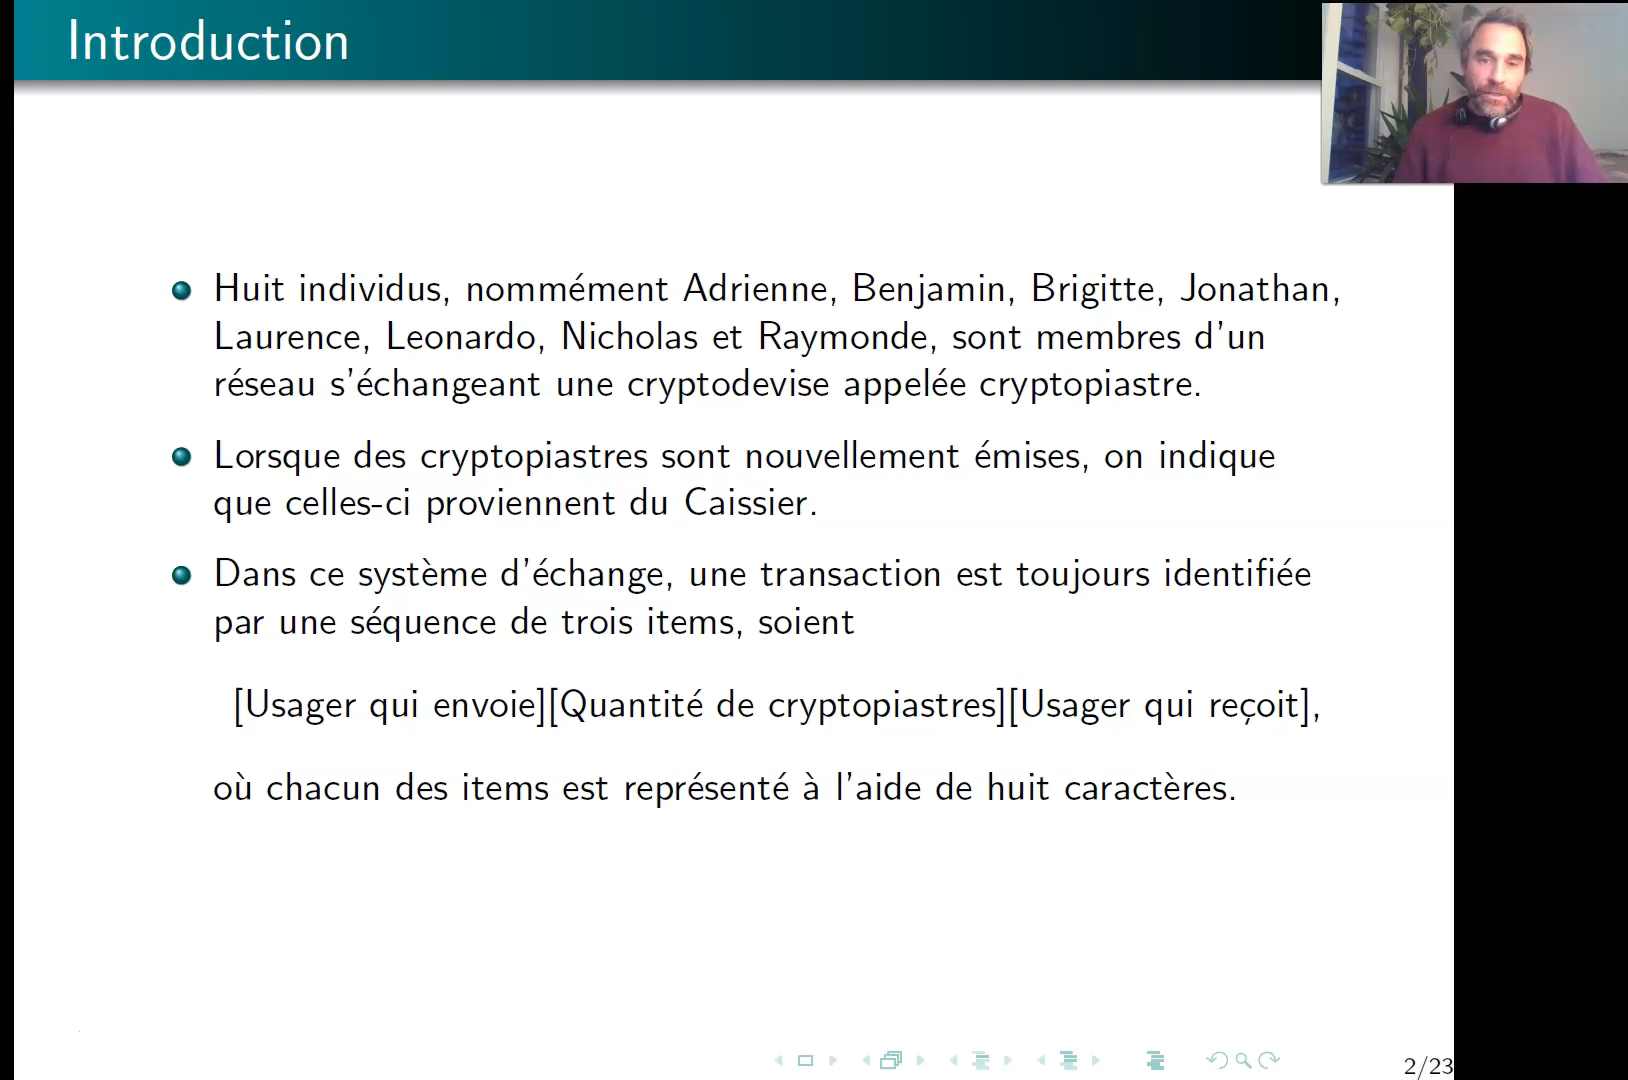 Introduction
Huit individus, nommément Adrienne, Benjamin, Brigitte, Jonathan,
Laurence, Leonardo, Nicholas et Raymonde, sont membres d'un
réseau s'échangeant une cryptodevise appelée cryptopiastre.
Lorsque des cryptopiastres sont nouvellement émises, on indique
que celles-ci proviennent du Caissier.
Dans ce système d'échange, une transaction est toujours identifiée
par une séquence de trois items, soient
[Usager qui envoie][Quantité de cryptopiastres][Usager qui reçoit],
où chacun des items est représenté à l'aide de huit caractères.
2/23